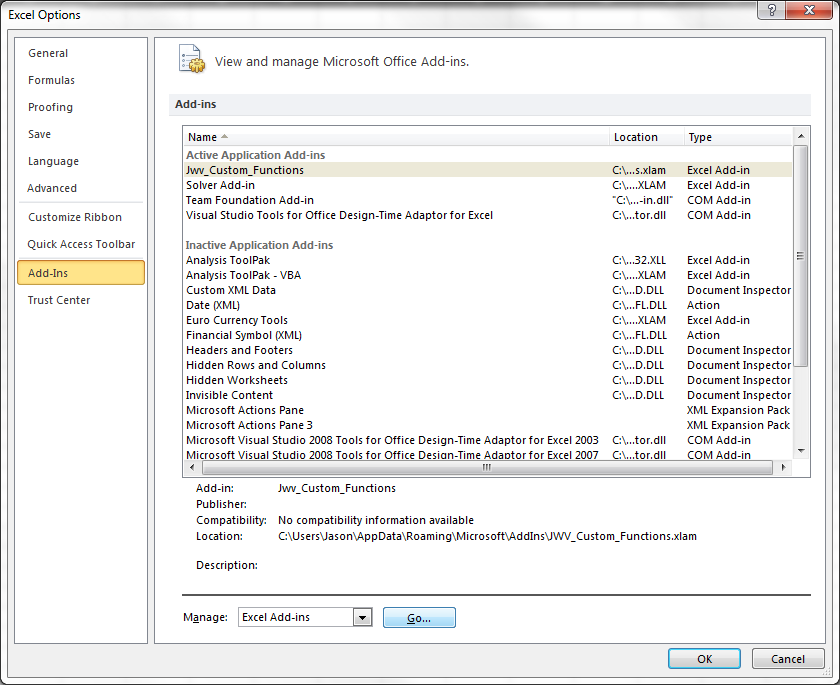 Excel Options
General
Formulas
Proofing
Save
Language
Advanced
Customize Ribbon
Quick Access Toolbar
Add-Ins
Trust Center
View and manage Microsoft Office Add-ins.
Add-ins
Name Location Type
Active Application Add-ins
Jwv_Custom_Functions C:\...s.xlam Excel Add-in
Solver Add-in C:\....XLAM Excel Add-in
Team Foundation Add-in "C:\...-in.dll" COM Add-in
Visual Studio Tools for Office Design-Time Adaptor for Excel C:\...tor.dll COM Add-in
Inactive Application Add-ins
Analysis ToolPak C:\...32.XLL Excel Add-in
Analysis ToolPak - VBA C:\....XLAM Excel Add-in
Custom XML Data C:\...D.DLL Document Inspector
Date (XML) C:\...FL.DLL Action
Euro Currency Tools C:\....XLAM Excel Add-in
Financial Symbol (XML) C:\...FL.DLL Action
Headers and Footers C:\...D.DLL Document Inspector
Hidden Rows and Columns C:\...D.DLL Document Inspector
Hidden Worksheets C:\...D.DLL Document Inspector
Invisible Content C:\...D.DLL Document Inspector
Microsoft Actions Pane XML Expansion Pack
Microsoft Actions Pane 3 XML Expansion Pack
Microsoft Visual Studio 2008 Tools for Office Design-Time Adaptor for Excel 2003 C:\...tor.dll COM Add-in
Microsoft Visual Studio 2008 Tools for Office Design-Time Adaptor for Excel 2007 C:\...tor.dll COM Add-in
Add-in: Jwv_Custom_Functions
Publisher:
Compatibility: No compatibility information available
Location: C:\Users\Jason\AppData\Roaming\Microsoft\AddIns\JWV_Custom_Functions.xlam
Description:
Manage: Excel Add-ins Go...
OK Cancel